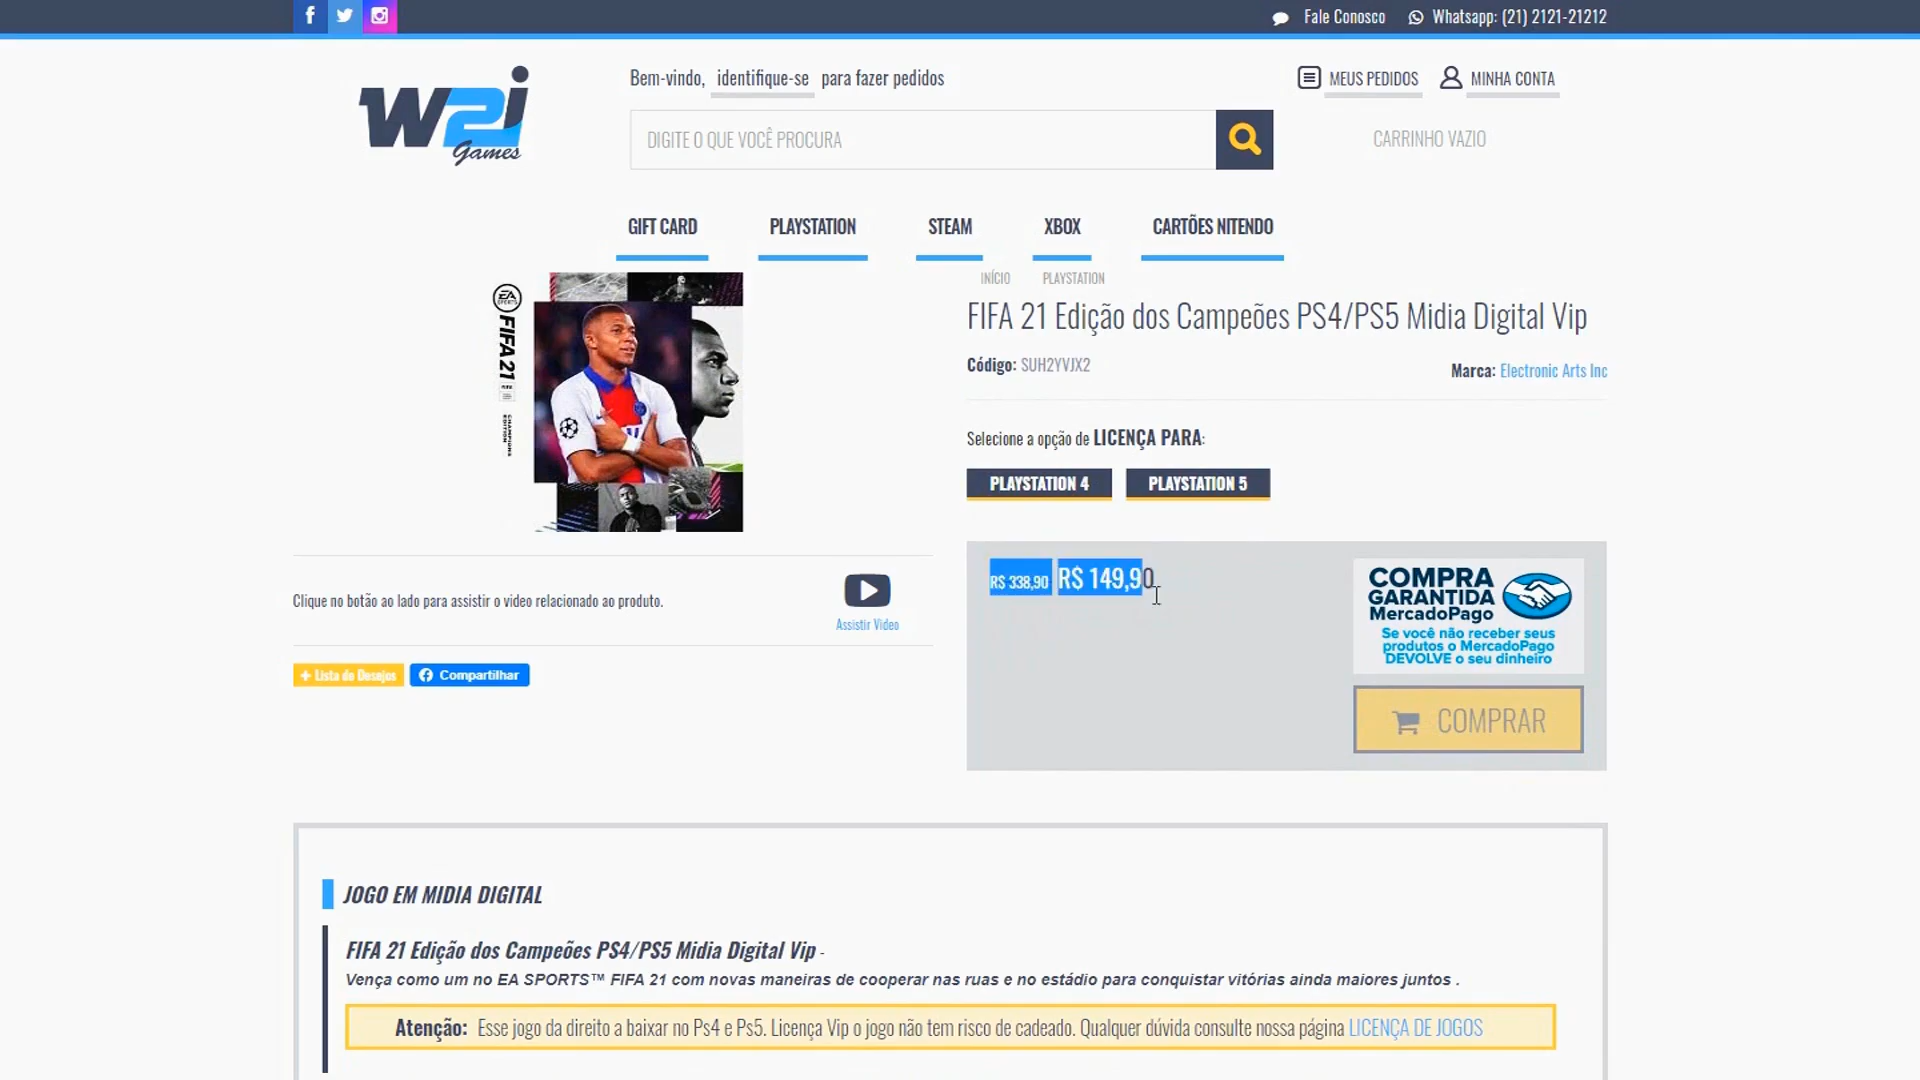 Fale Conosco
Whatsapp: (21) 2121-21212
W2i
Games
Bem-vindo, identifique-se para fazer pedidos
MEUS PEDIDOS
MINHA CONTA
DIGITE O QUE VOCÊ PROCURA
CARRINHO VAZIO
GIFT CARD
PLAYSTATION
STEAM
XBOX
CARTÕES NITENDO
INÍCIO
PLAYSTATION
EA
SPORTS
FIFA 21
CHAMPIONS
EDITION
FIFA 21 Edição dos Campeões PS4/PS5 Midia Digital Vip
Código: SUH2YVJX2
Marca: Electronic Arts Inc
Selecione a opção de LICENÇA PARA:
PLAYSTATION 4
PLAYSTATION 5
R$ 338,90 R$ 149,90
COMPRA
GARANTIDA
MercadoPago
Se você não receber seus
produtos o MercadoPago
DEVOLVE o seu dinheiro
COMPRAR
Clique no botão ao lado para assistir o video relacionado ao produto.
Assistir Video
+ Lista de Desejos
Compartilhar
JOGO EM MIDIA DIGITAL
FIFA 21 Edição dos Campeões PS4/PS5 Midia Digital Vip -
Vença como um no EA SPORTS™ FIFA 21 com novas maneiras de cooperar nas ruas e no estádio para conquistar vitórias ainda maiores juntos .
Atenção: Esse jogo da direito a baixar no Ps4 e Ps5. Licença Vip o jogo não tem risco de cadeado. Qualquer dúvida consulte nossa página LICENÇA DE JOGOS